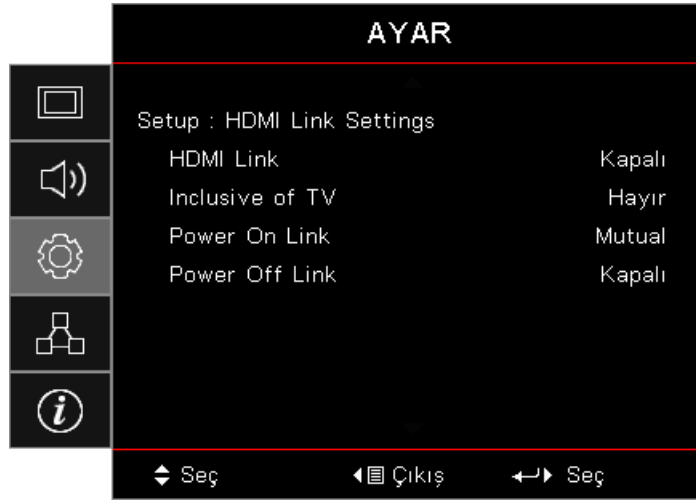 AYAR
Setup : HDMI Link Settings
HDMI Link Kapalı
Inclusive of TV Hayır
Power On Link Mutual
Power Off Link Kapalı
Seç Çıkış Seç